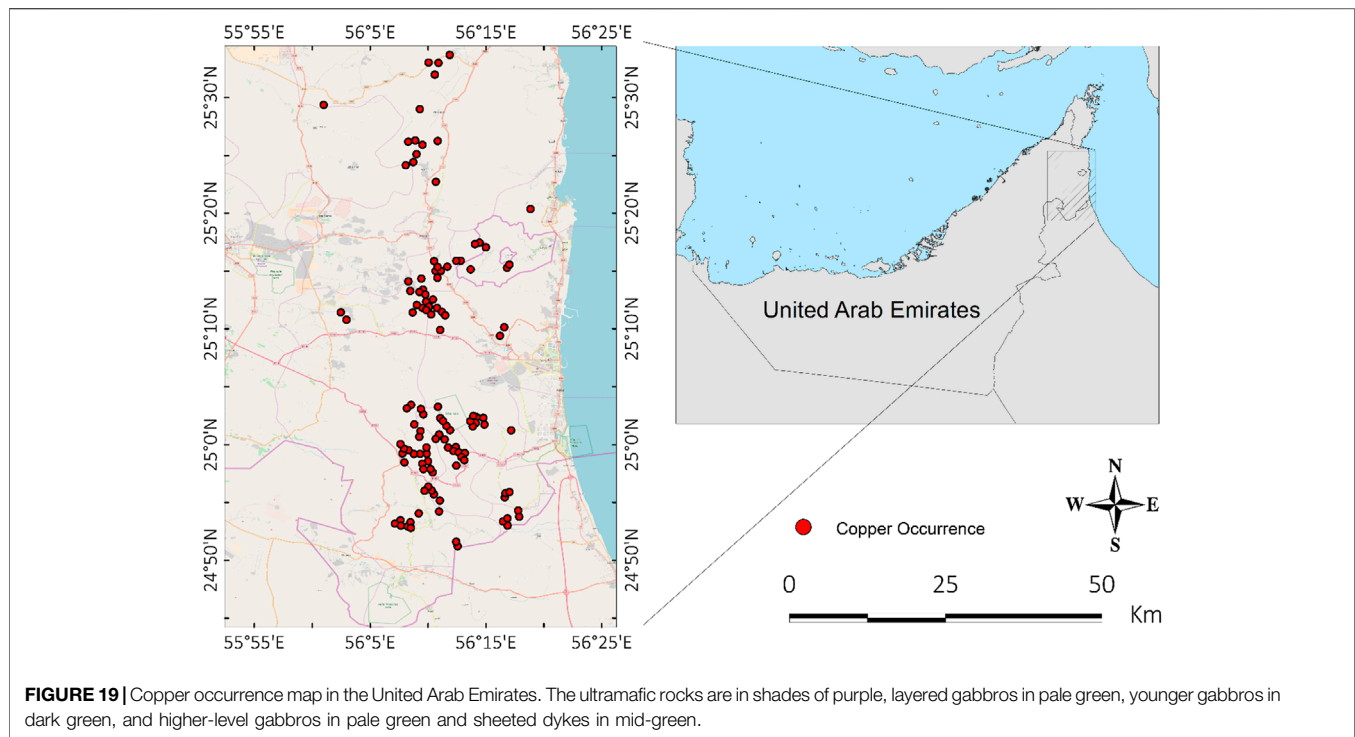 55°55'E 56°5'E 56°15'E 56°25'E
25°30'N 25°30'N
25°20'N 25°20'N
25°10'N 25°10'N
25°0'N 25°0'N
24°50'N 24°50'N
55°55'E 56°5'E 56°15'E 56°25'E
United Arab Emirates
N
W E
S
Copper Occurrence
0 25 50
Km
FIGURE 19 | Copper occurrence map in the United Arab Emirates. The ultramafic rocks are in shades of purple, layered gabbros in pale green, younger gabbros in
dark green, and higher-level gabbros in pale green and sheeted dykes in mid-green.